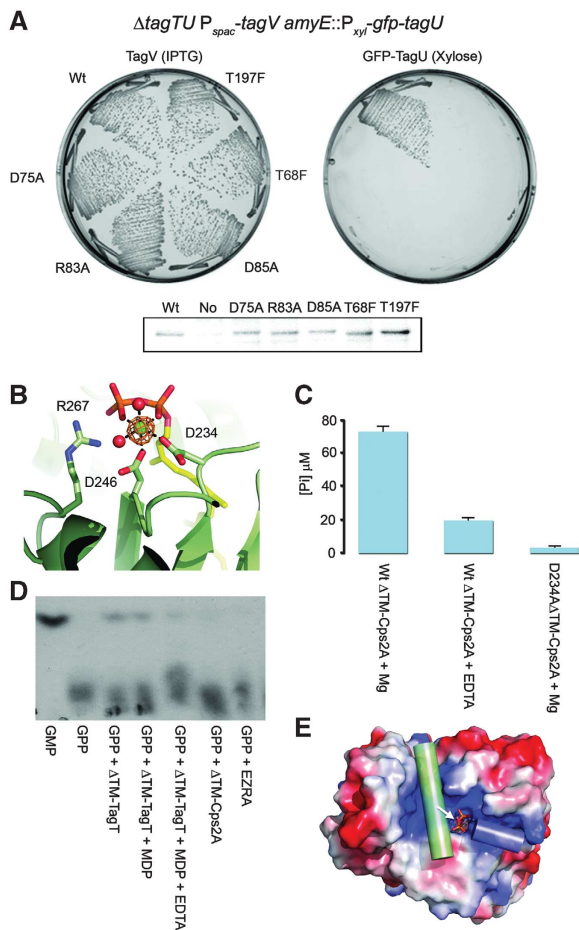 A
ΔtagTU P_spac-tagV amyE::P_xyl-gfp-tagU
TagV (IPTG)
GFP-TagU (Xylose)
Wt
T197F
D75A
T68F
R83A
D85A
Wt No D75A R83A D85A T68F T197F
B
R267
D234
D246
C
[Pi] µM
80
60
40
20
0
Wt ΔTM-Cps2A + Mg
Wt ΔTM-Cps2A + EDTA
D234AΔTM-Cps2A + Mg
D
GMP
GPP
GPP + ΔTM-TagT
GPP + ΔTM-TagT + MDP
GPP + ΔTM-TagT + MDP + EDTA
GPP + ΔTM-Cps2A
GPP + EZRA
E